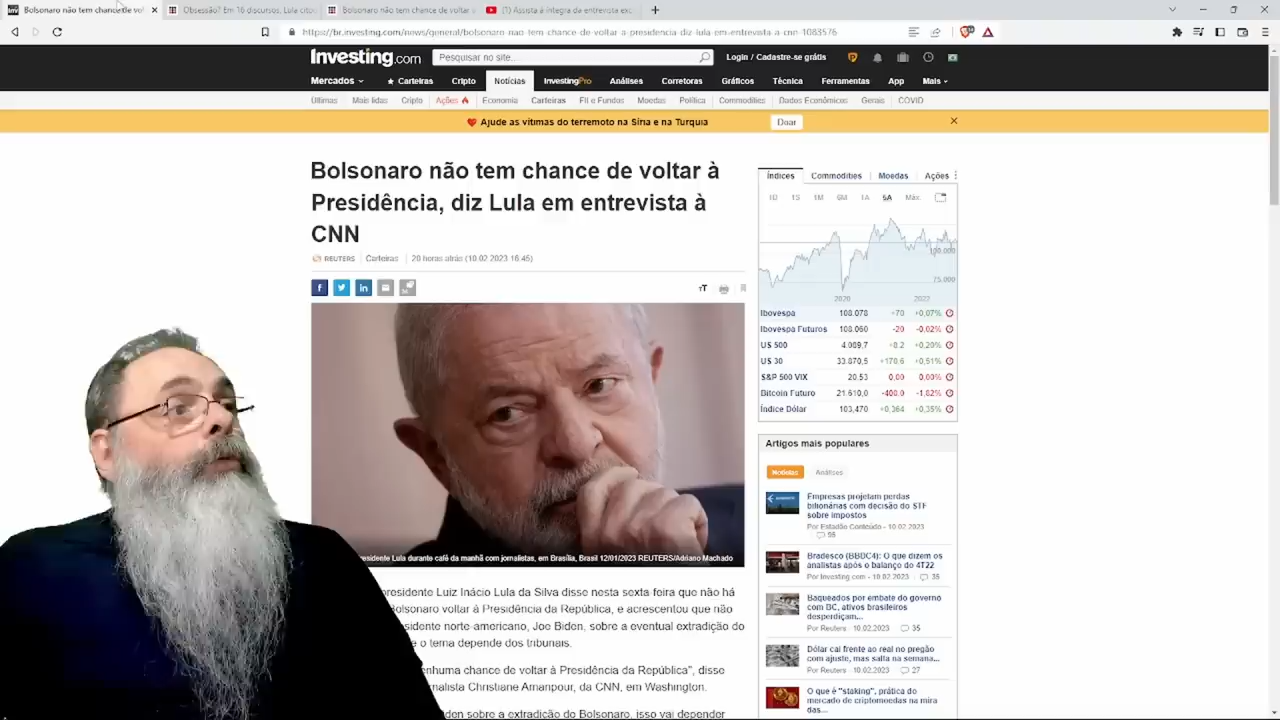 Bolsonaro não tem chance de vol
Obsessão? Em 16 discursos, Lula citou
Bolsonaro não tem chance de voltar
(1) Assista à íntegra da entrevista exc
https://br.investing.com/news/general/bolsonaro-nao-tem-chance-de-voltar-a-presidencia-diz-lula-em-entrevista-a-cnn-1083576
Investing.com
Pesquisar no site...
Login / Cadastre-se grátis
Mercados
Carteiras
Cripto
Notícias
InvestingPro
Análises
Corretoras
Gráficos
Técnica
Ferramentas
App
Mais
Últimas
Mais lidas
Cripto
Ações
Economia
Carteiras
FII e Fundos
Moedas
Política
Commodities
Dados Econômicos
Gerais
COVID
Ajude as vítimas do terremoto na Síria e na Turquia
Doar
Bolsonaro não tem chance de voltar à
Presidência, diz Lula em entrevista à
CNN
REUTERS
Carteiras
20 horas atrás (10.02.2023 16:45)
residente Lula durante café da manhã com jornalistas, em Brasília, Brasil 12/01/2023 REUTERS/Adriano Machado
presidente Luiz Inácio Lula da Silva disse nesta sexta feira que não há
Bolsonaro voltar à Presidência da República, e acrescentou que não
sidente norte-americano, Joe Biden, sobre a eventual extradição do
e o tema depende dos tribunais.
enhuma chance de voltar à Presidência da República", disse
rnalista Christiane Amanpour, da CNN, em Washington.
den sobre a extradição de Bolsonaro, isso vai depender
Índices
Commodities
Moedas
Ações
1D
1S
1M
6M
1A
5A
Máx.
100.000
75.000
2020
2022
Ibovespa 108.078 +70 +0,07%
Ibovespa Futuros 108.060 -20 -0,02%
US 500 4.089,7 +8.2 +0,20%
US 30 33.870,5 +170.6 +0,51%
S&P 500 VIX 20.53 0,00 0,00%
Bitcoin Futuro 21.610,0 -400,0 -1,82%
Índice Dólar 103,470 +0,364 +0,35%
Artigos mais populares
Notícias
Análises
Empresas projetam perdas
bilionárias com decisão do STF
sobre impostos
Por Estadão Conteúdo - 10.02.2023
Bradesco (BBDC4): O que dizem os
analistas após o balanço do 4T22
Por Investing.com - 10.02.2023 35
Baqueados por embate do governo
com BC, ativos brasileiros
desperdiçam...
Por Reuters - 10.02.2023 35
Dólar cai frente ao real no pregão
com ajuste, mas salta na semana...
Por Reuters - 10.02.2023 27
O que é "staking", prática do
mercado de criptomoedas na mira
das...